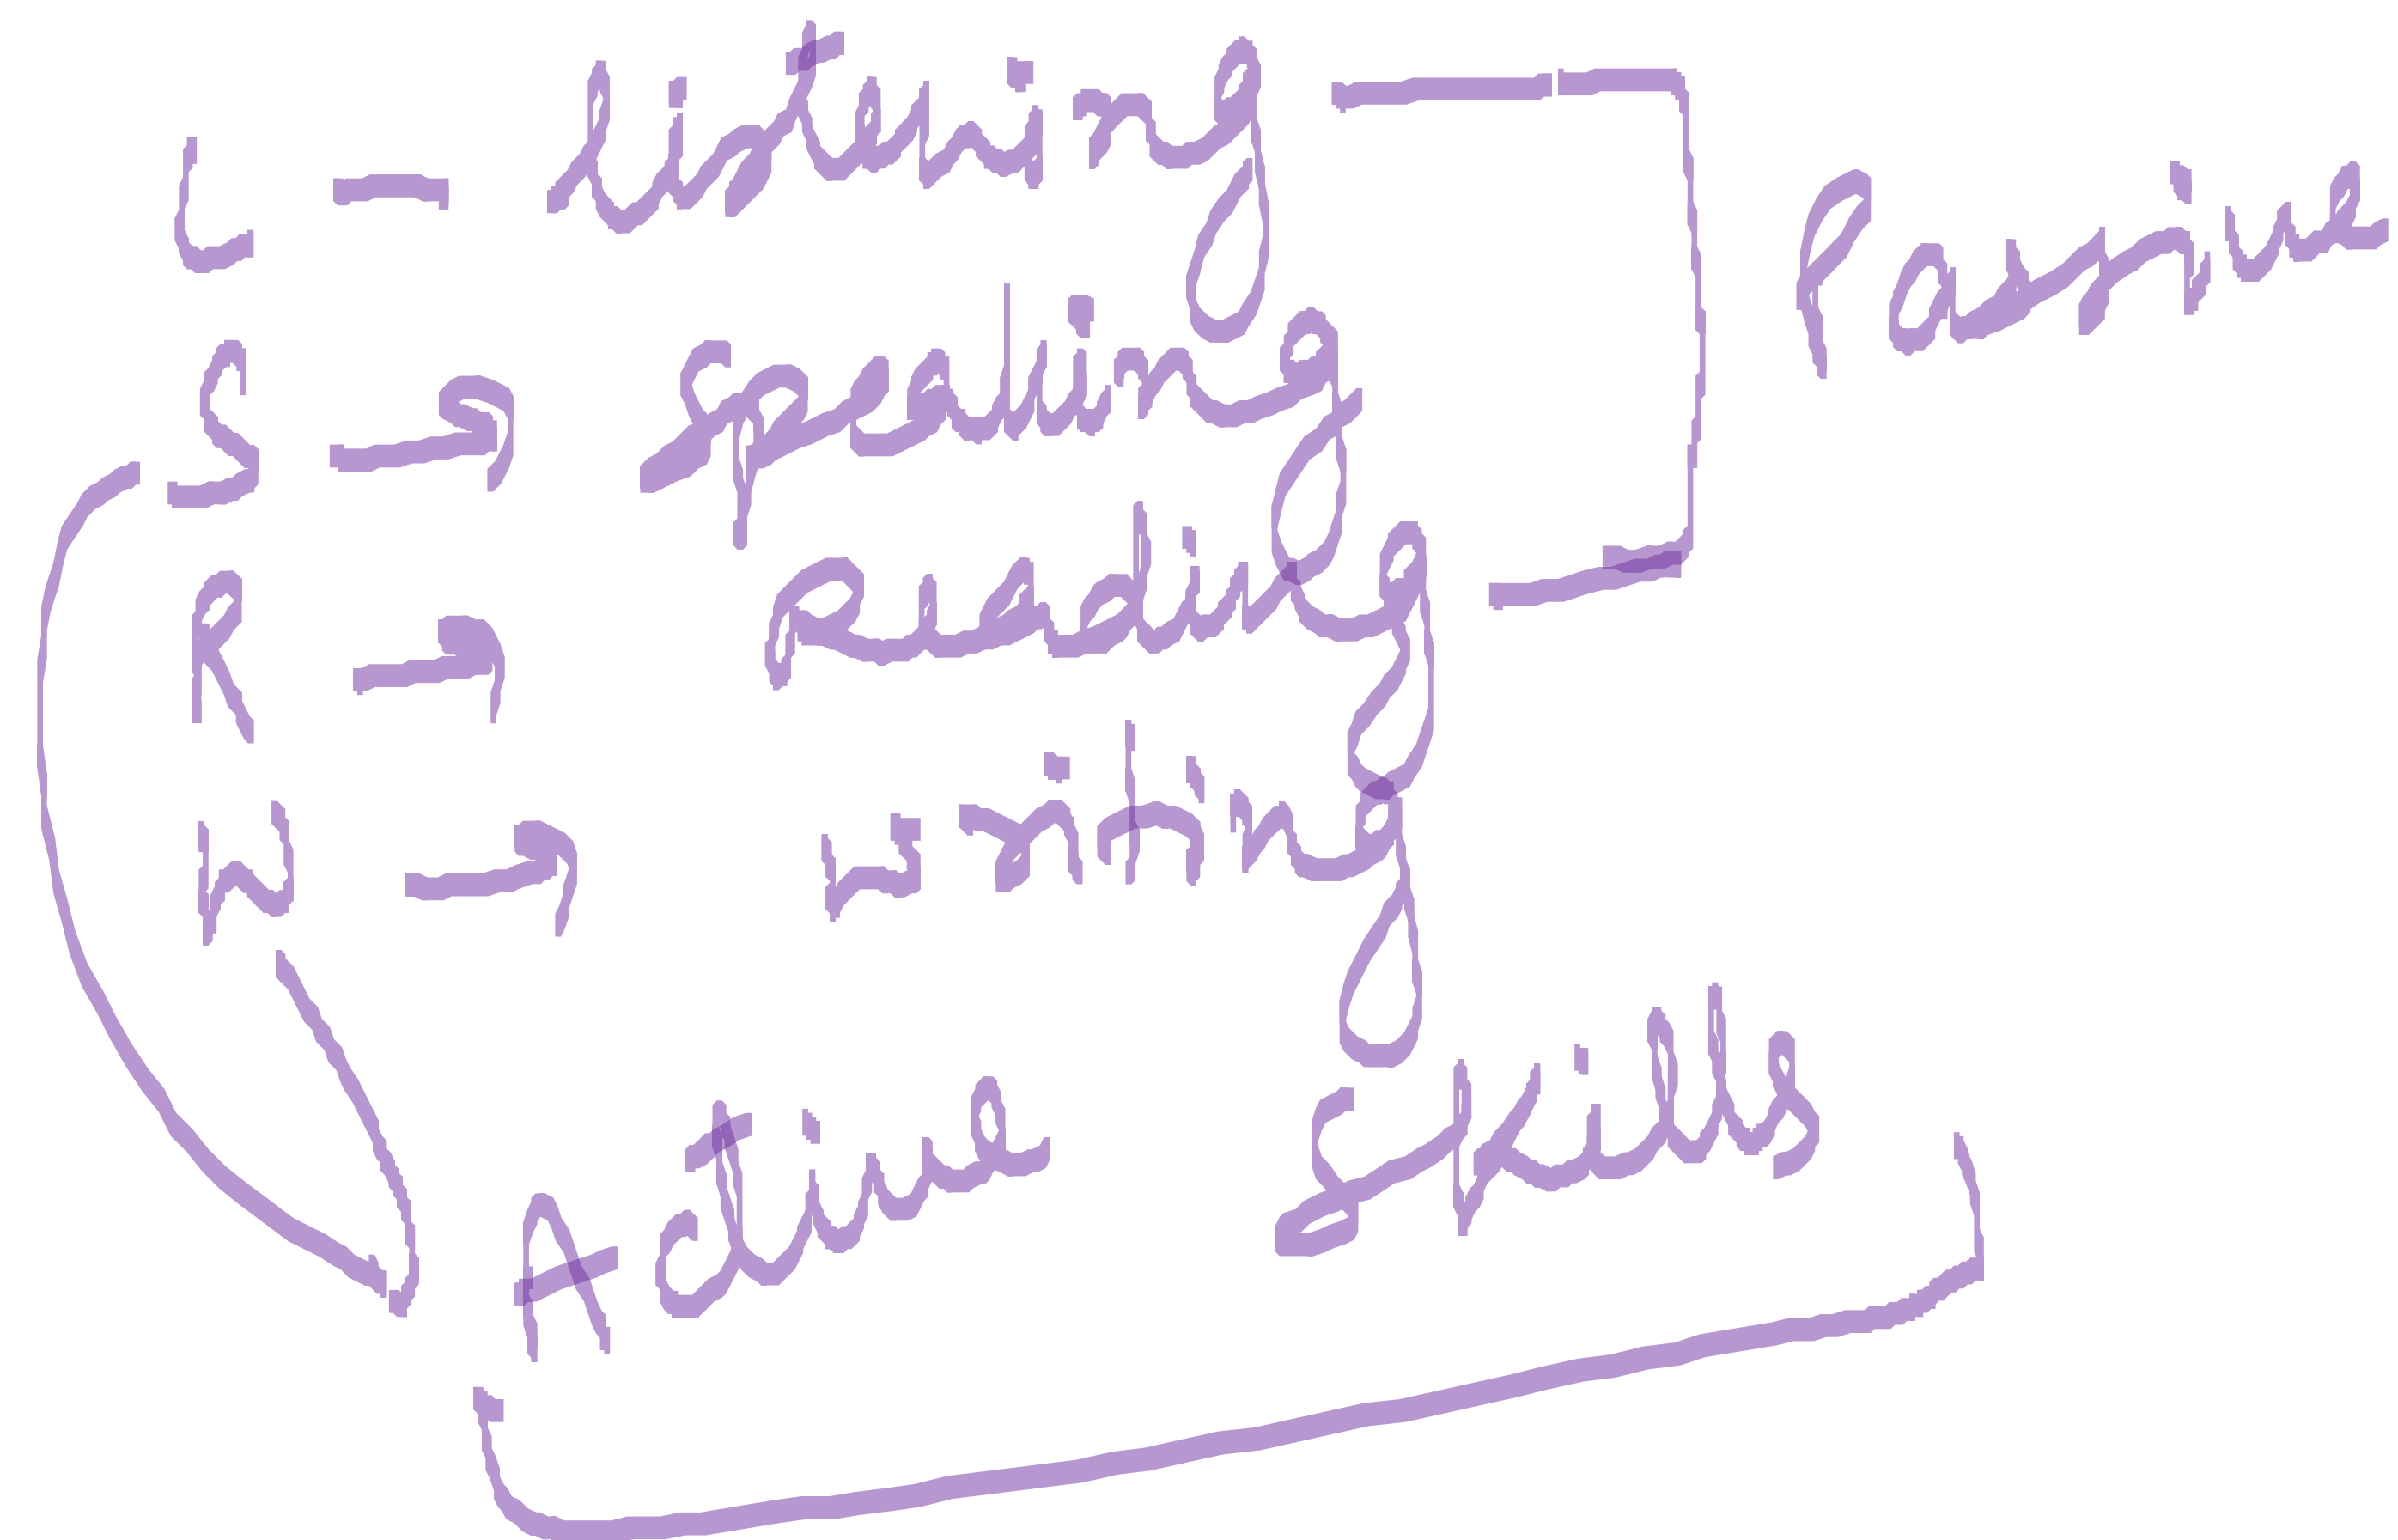 L - listening Passive
S → speaking
R → Reading
W → writing
Active Skills